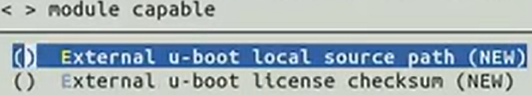 < > module capable
() External u-boot local source path (NEW)
() External u-boot license checksum (NEW)